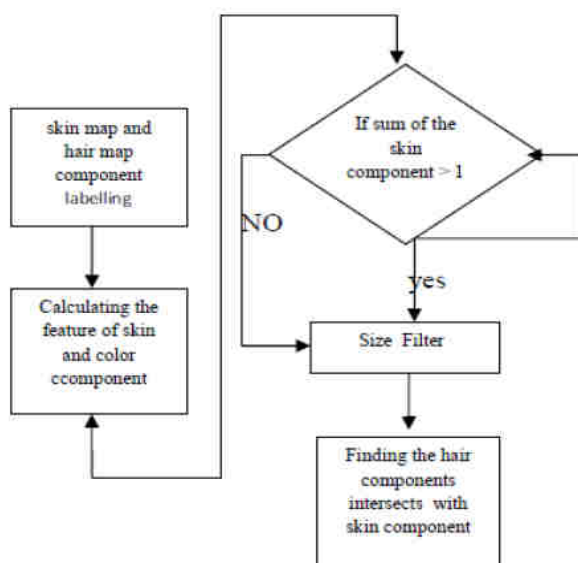 skin map and
hair map
component
labelling
Calculating the
feature of skin
and color
ccomponent
If sum of the
skin
component > 1
NO
yes
Size Filter
Finding the hair
components
intersects with
skin component